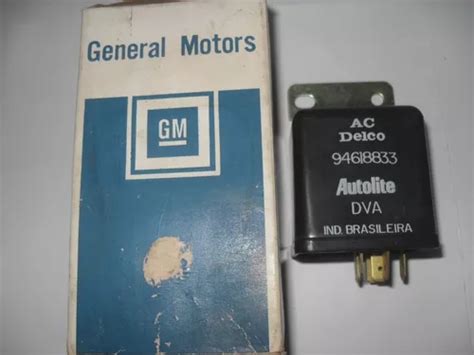 General Motors
GM
AC
Delco
94618833
Autolite
DVA
IND. BRASILEIRA